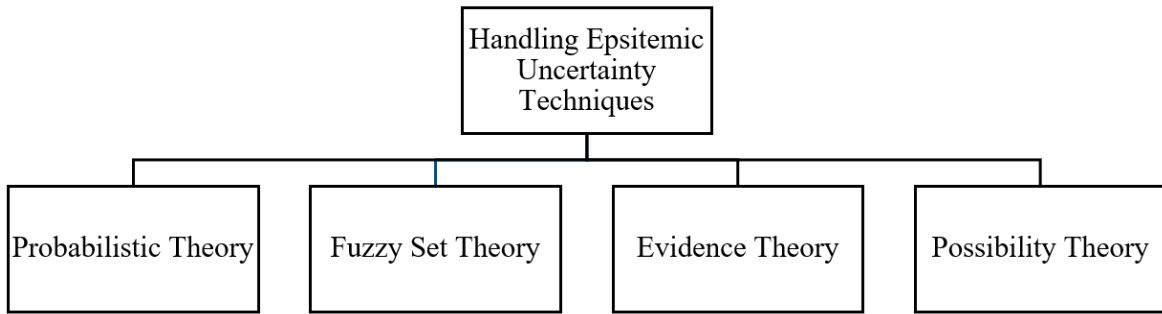 Handling Epsitemic
Uncertainty
Techniques
Probabilistic Theory
Fuzzy Set Theory
Evidence Theory
Possibility Theory